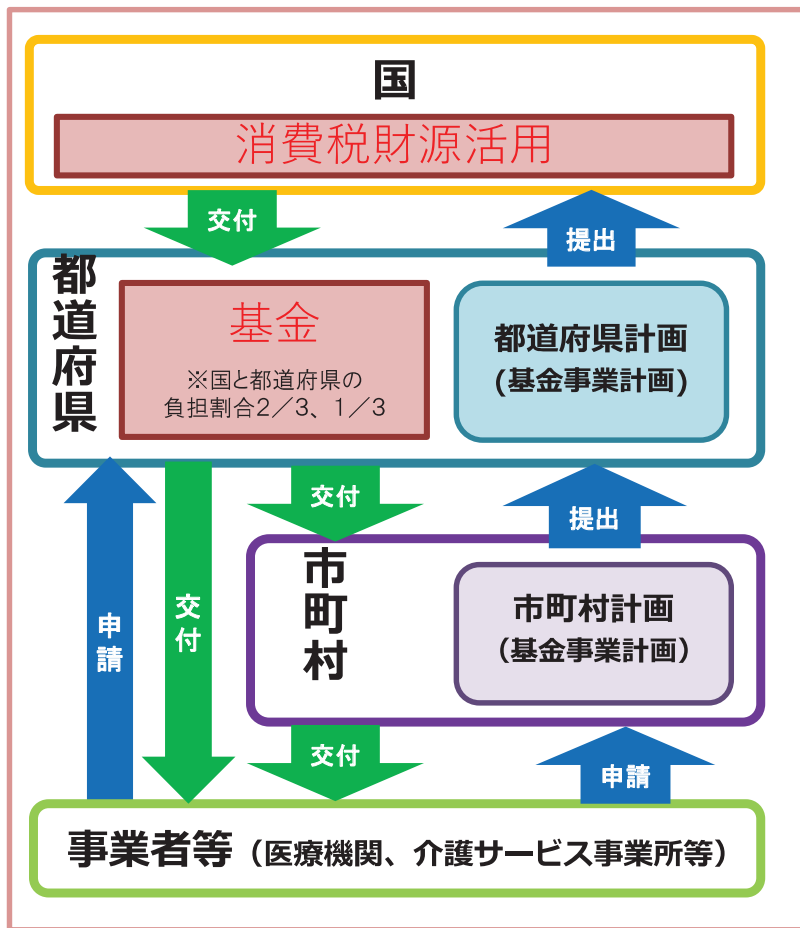 国
消費税財源活用
交付
提出
都道府県
基金
※国と都道府県の
負担割合2／3、1／3
都道府県計画
(基金事業計画)
交付
提出
申請
交付
市町村
市町村計画
（基金事業計画）
交付
申請
事業者等（医療機関、介護サービス事業所等）